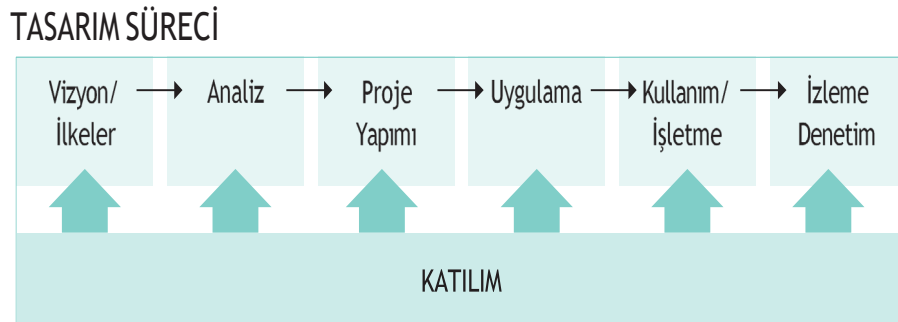 TASARIM SÜRECİ
Vizyon/
İlkeler
Analiz
Proje
Yapımı
Uygulama
Kullanım/
İşletme
İzleme
Denetim
KATILIM